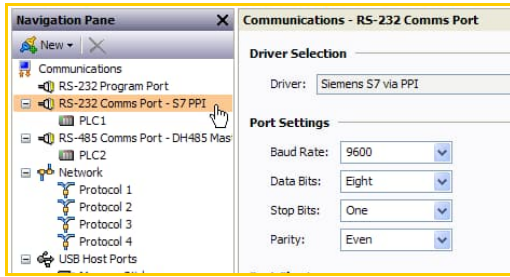 Navigation Pane X
New
Communications
RS-232 Program Port
RS-232 Comms Port - S7 PPI
PLC1
RS-485 Comms Port - DH485 Mas
PLC2
Network
Protocol 1
Protocol 2
Protocol 3
Protocol 4
USB Host Ports
Communications - RS-232 Comms Port
Driver Selection
Driver: Siemens S7 via PPI
Port Settings
Baud Rate: 9600
Data Bits: Eight
Stop Bits: One
Parity: Even